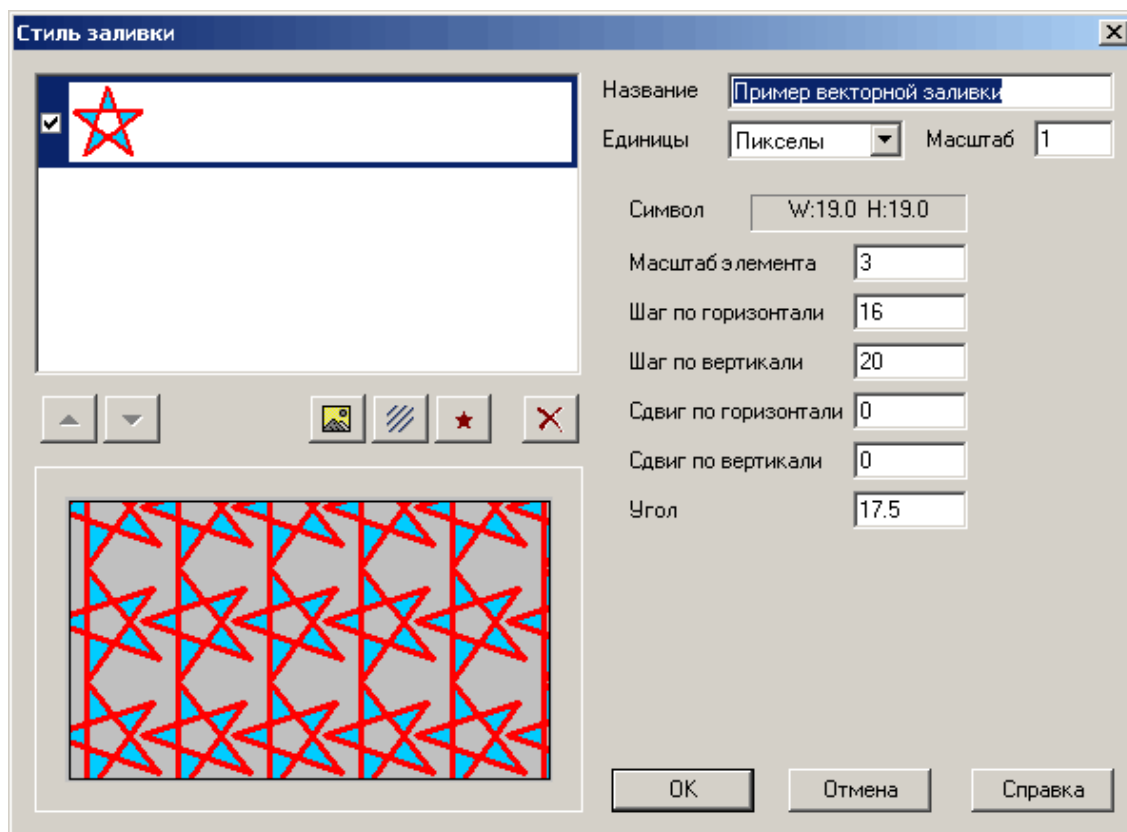 Стиль заливки
Название Пример векторной заливки
Единицы Пикселы Масштаб 1
Символ W:19.0 H:19.0
Масштаб элемента 3
Шаг по горизонтали 16
Шаг по вертикали 20
Сдвиг по горизонтали 0
Сдвиг по вертикали 0
Угол 17.5
OK Отмена Справка